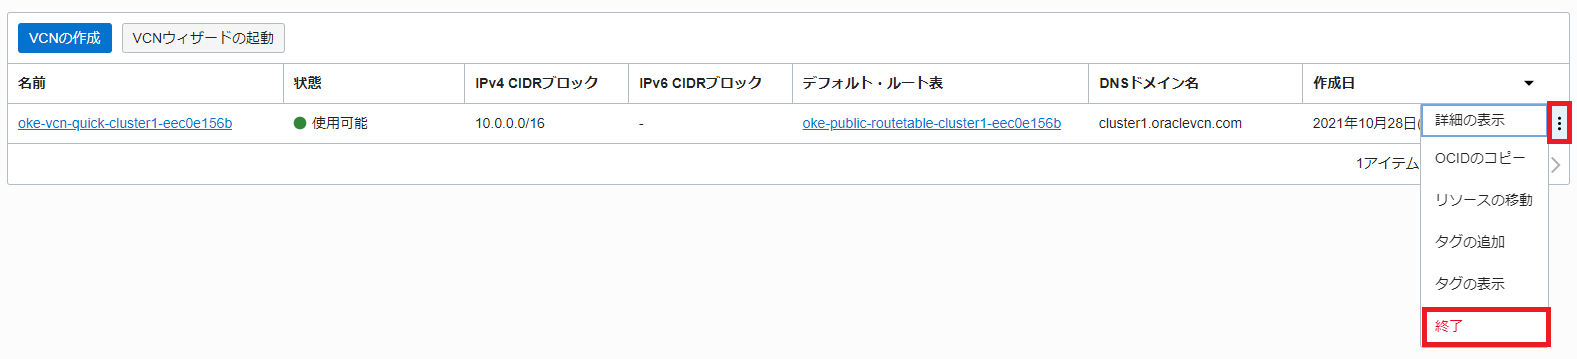 VCNの作成 VCNウィザードの起動
名前 状態 IPv4 CIDRブロック IPv6 CIDRブロック デフォルト・ルート表 DNSドメイン名 作成日
oke-vcn-quick-cluster1-eec0e156b 使用可能 10.0.0.0/16 - oke-public-routetable-cluster1-eec0e156b cluster1.oraclevcn.com 2021年10月28日(
1アイテム
詳細の表示
OCIDのコピー
リソースの移動
タグの追加
タグの表示
終了